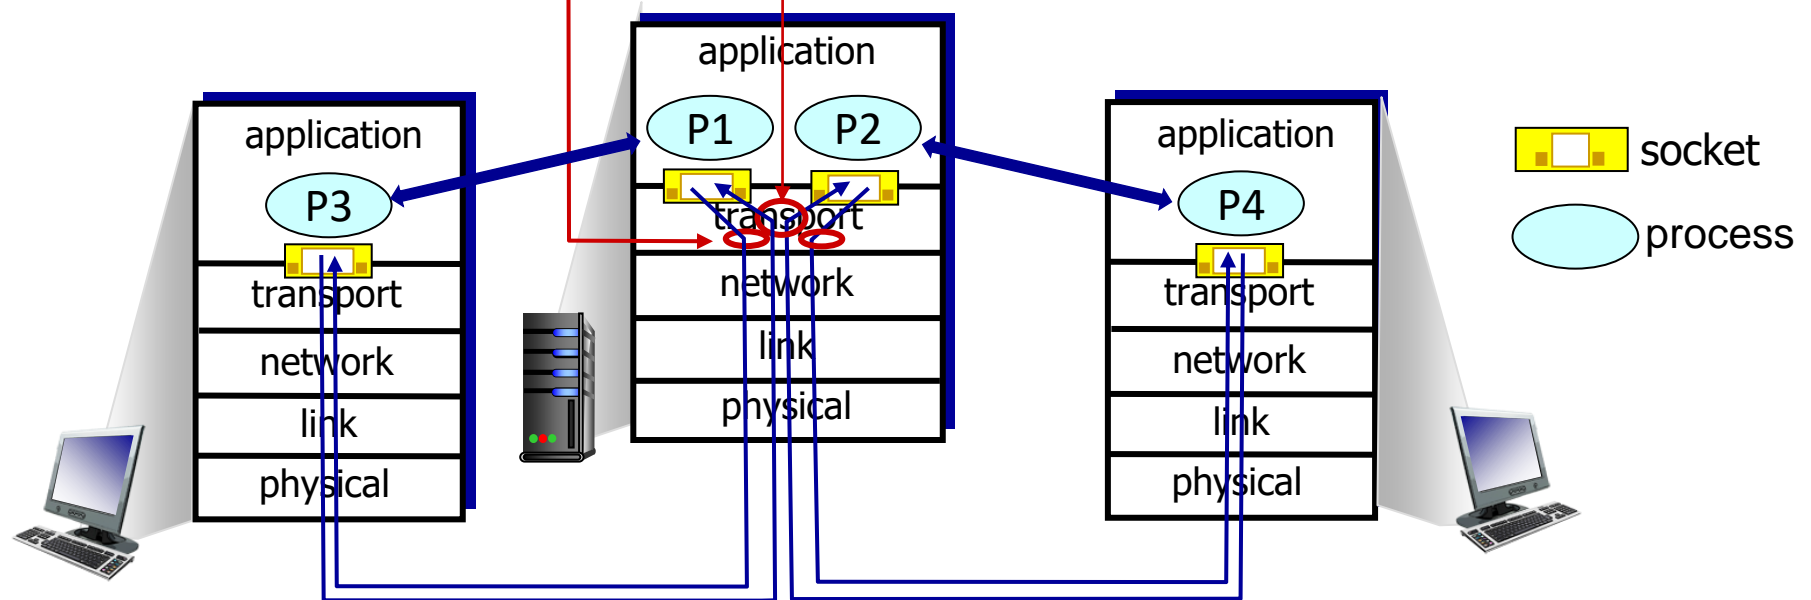 application
P3
transport
network
link
physical
application
P1
P2
transport
network
link
physical
application
P4
transport
network
link
physical
socket
process